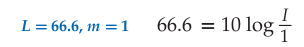 L = 66.6, m = 1 66.6 = 10 log I/1